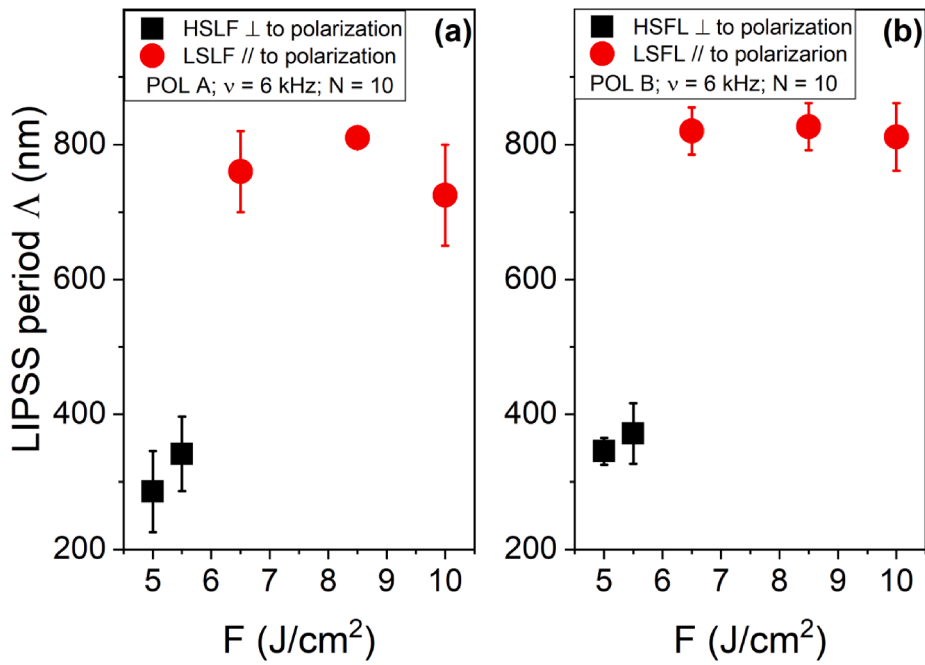 HSLF ⊥ to polarization
LSLF // to polarization
POL A; ν = 6 kHz; N = 10
(a)
HSFL ⊥ to polarization
LSFL // to polarizarion
POL B; ν = 6 kHz; N = 10
(b)
LIPSS period Λ (nm)
800
600
400
200
5 6 7 8 9 10
F (J/cm²)
800
600
400
200
5 6 7 8 9 10
F (J/cm²)